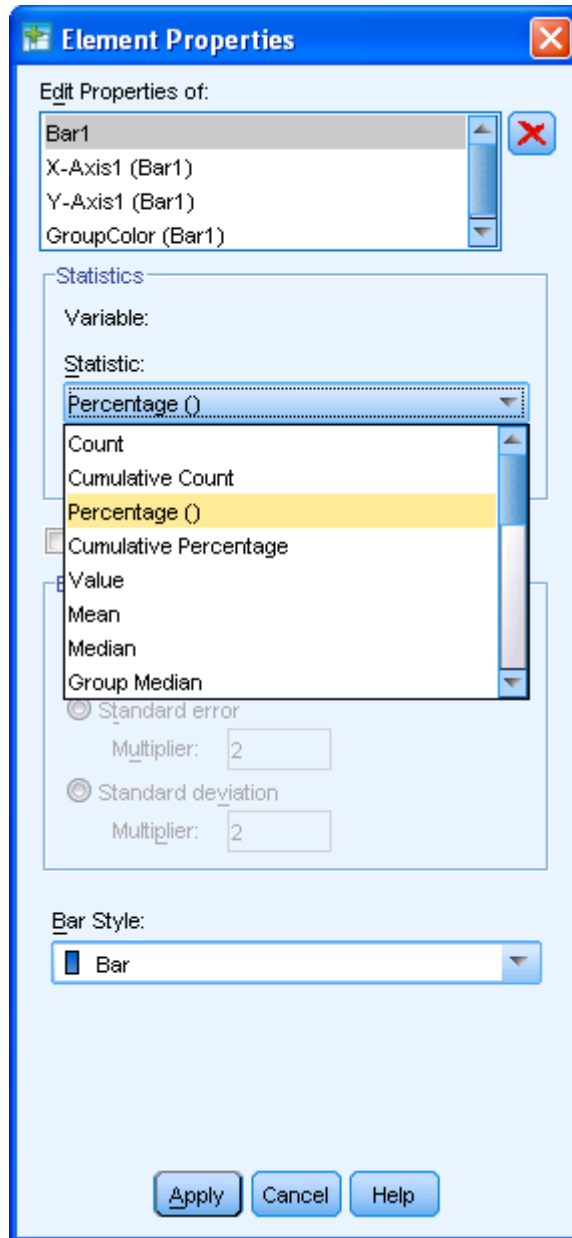 Element Properties
Edit Properties of:
Bar1
X-Axis1 (Bar1)
Y-Axis1 (Bar1)
GroupColor (Bar1)
Statistics
Variable:
Statistic:
Percentage ()
Count
Cumulative Count
Percentage ()
Cumulative Percentage
Value
Mean
Median
Group Median
Standard error
Multiplier: 2
Standard deviation
Multiplier: 2
Bar Style:
Bar
Apply Cancel Help